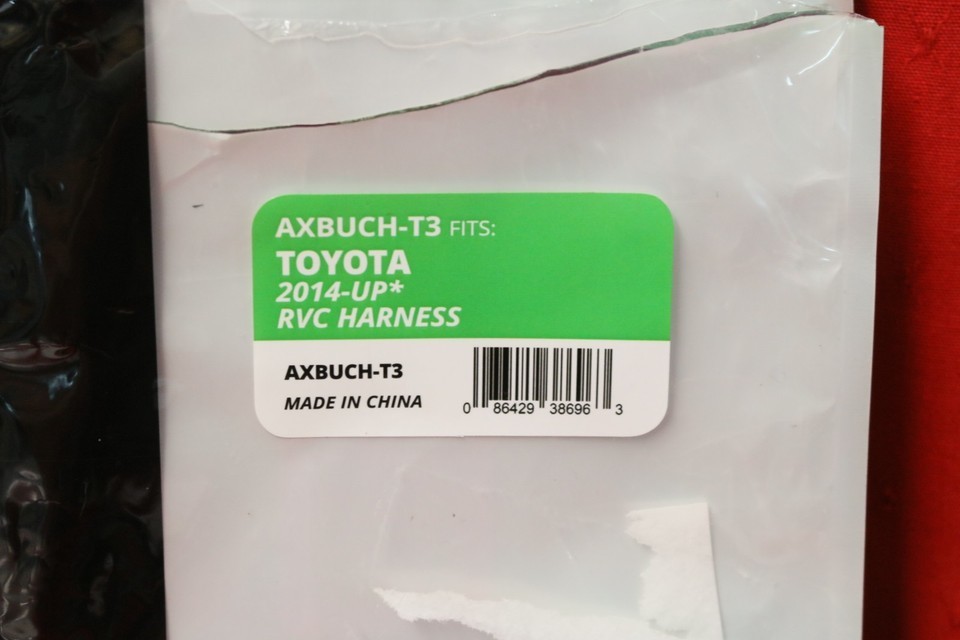 AXBUCH-T3 FITS:
TOYOTA
2014-UP*
RVC HARNESS
AXBUCH-T3
MADE IN CHINA
0 86429 38696 3